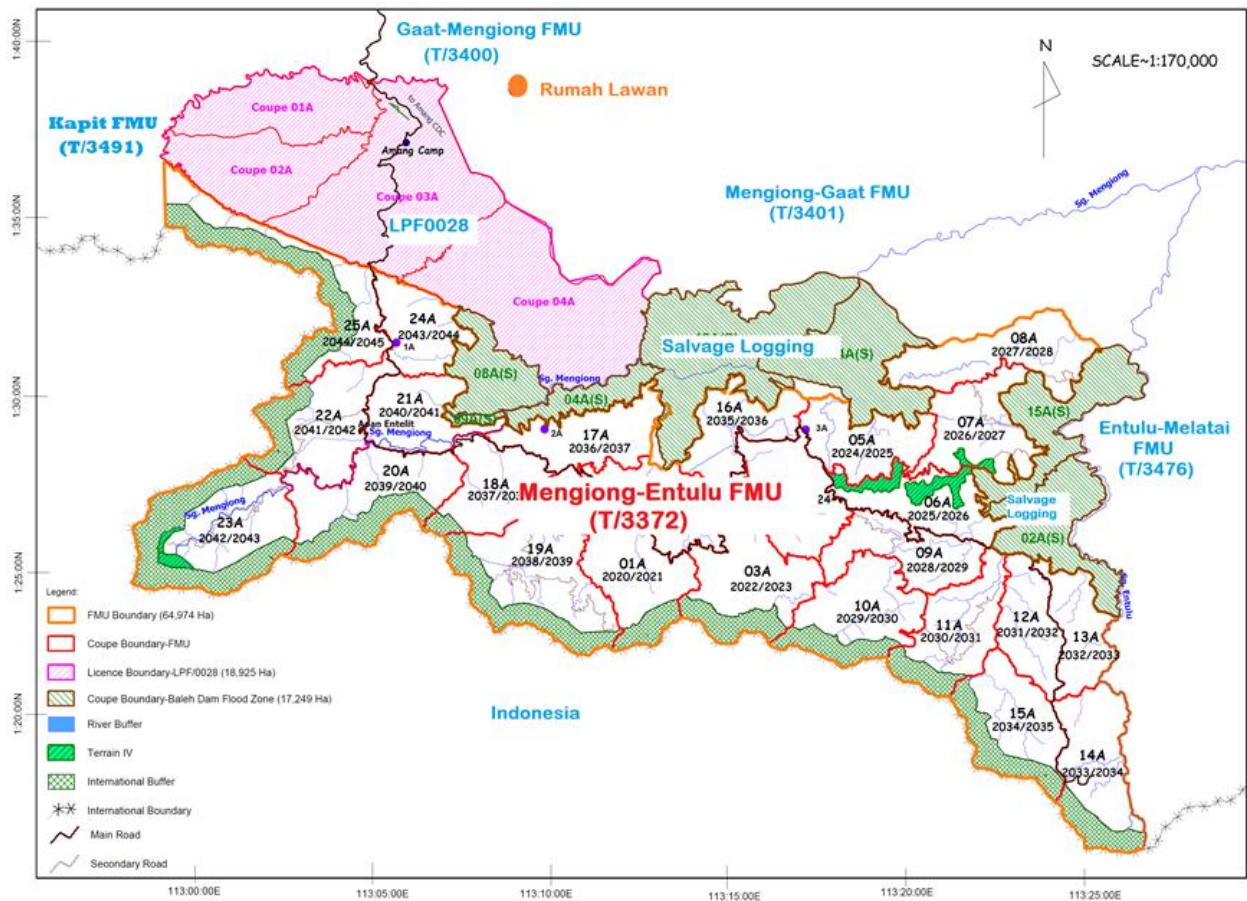 Gaat-Mengiong FMU
(T/3400)
N
SCALE~1:170,000
Rumah Lawan
Kapit FMU
(T/3491)
Coupe 01A
to Amang CDC
Amang Camp
Coupe 02A
Coupe 03A
LPF0028
Mengiong-Gaat FMU
(T/3401)
Sg. Mengiong
Coupe 04A
25A
2044/2045
24A
2043/2044
1A
Salvage Logging
08A
2027/2028
08A(S)
Sg. Mengiong
04A(S)
21A
2040/2041
22A
2041/2042
Sg. Mengiong
2A
17A
2036/2037
16A
2035/2036
3A
05A
2024/2025
07A
2026/2027
15A(S)
Entulu-Melatai
FMU
(T/3476)
20A
2039/2040
18A
Mengiong-Entulu FMU
(T/3372)
24
06A
2025/2026
Salvage
Logging
02A(S)
Sg. Mengiong
23A
2042/2043
19A
2038/2039
01A
2020/2021
03A
2022/2023
09A
2028/2029
10A
2029/2030
11A
2030/2031
12A
2031/2032
13A
2032/2033
Sg. Entulu
15A
2034/2035
14A
2033/2034
Indonesia
Legend:
FMU Boundary (64,974 Ha)
Coupe Boundary-FMU
Licence Boundary-LPF/0028 (18,925 Ha)
Coupe Boundary-Baleh Dam Flood Zone (17,249 Ha)
River Buffer
Terrain IV
International Buffer
International Boundary
Main Road
Secondary Road
1:40:00N
1:35:00N
1:30:00N
1:25:00N
1:20:00N
113:00:00E
113:05:00E
113:10:00E
113:15:00E
113:20:00E
113:25:00E